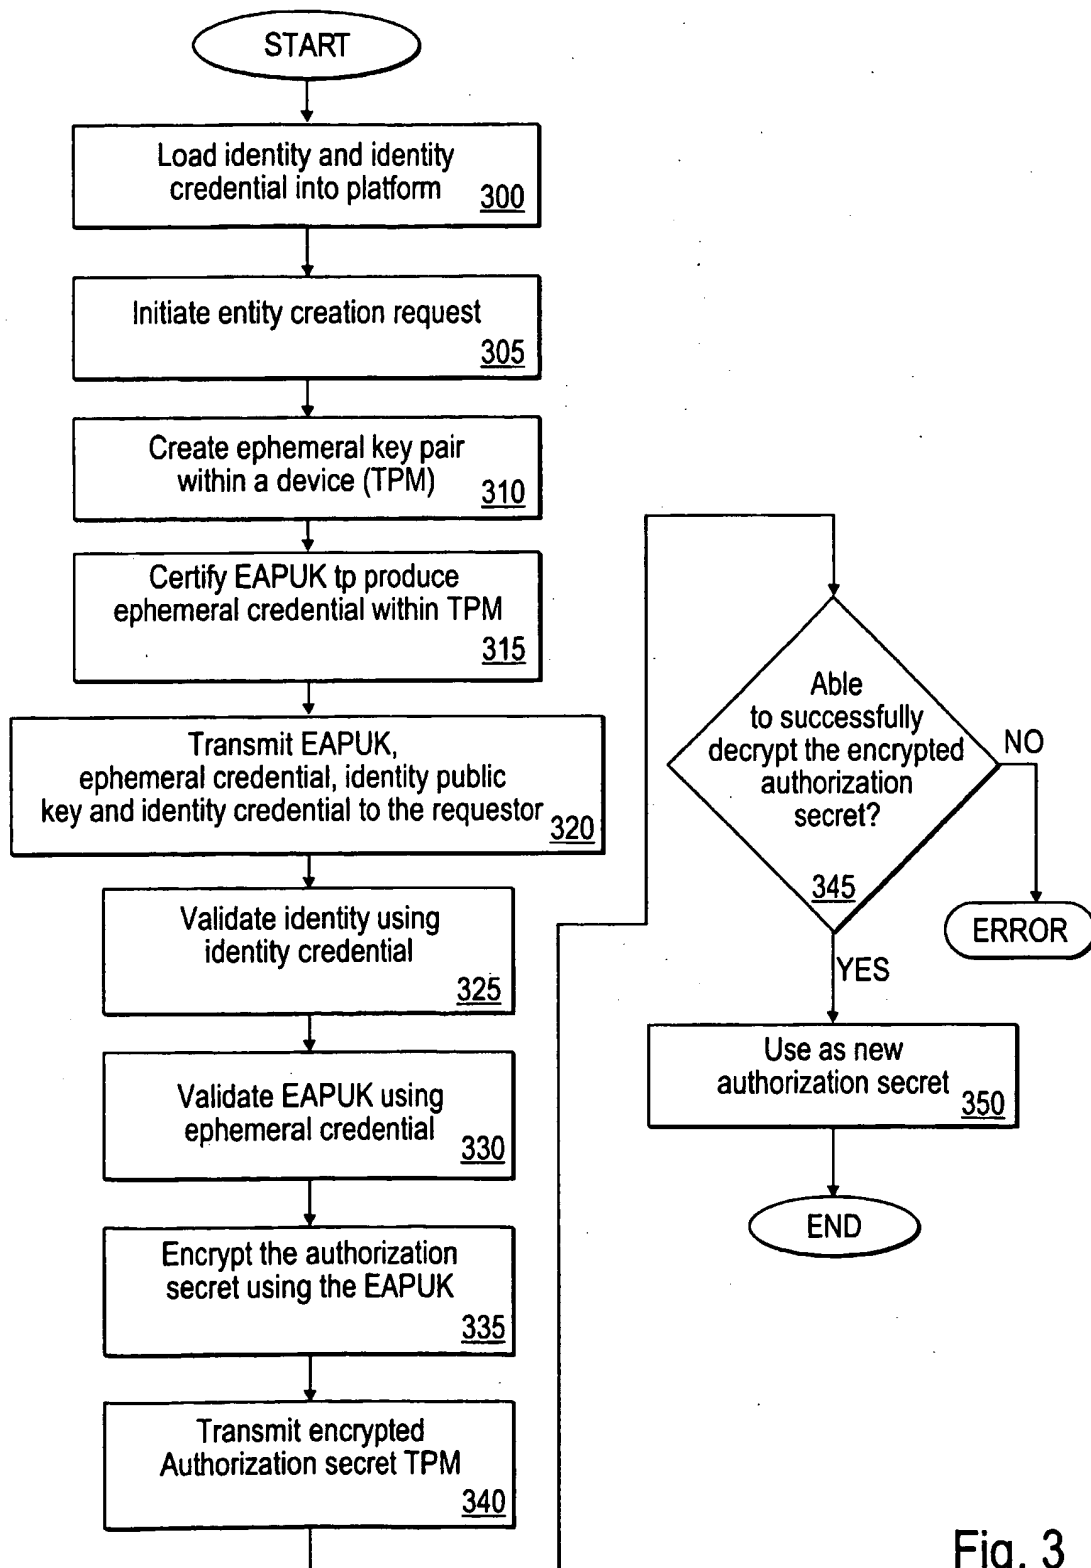 START
Load identity and identity
credential into platform
300
Initiate entity creation request
305
Create ephemeral key pair
within a device (TPM)
310
Certify EAPUK tp produce
ephemeral credential within TPM
315
Transmit EAPUK,
ephemeral credential, identity public
key and identity credential to the requestor
320
Validate identity using
identity credential
325
Validate EAPUK using
ephemeral credential
330
Encrypt the authorization
secret using the EAPUK
335
Transmit encrypted
Authorization secret TPM
340
Able
to successfully
decrypt the encrypted
authorization
secret?
345
NO
ERROR
YES
Use as new
authorization secret
350
END
Fig. 3